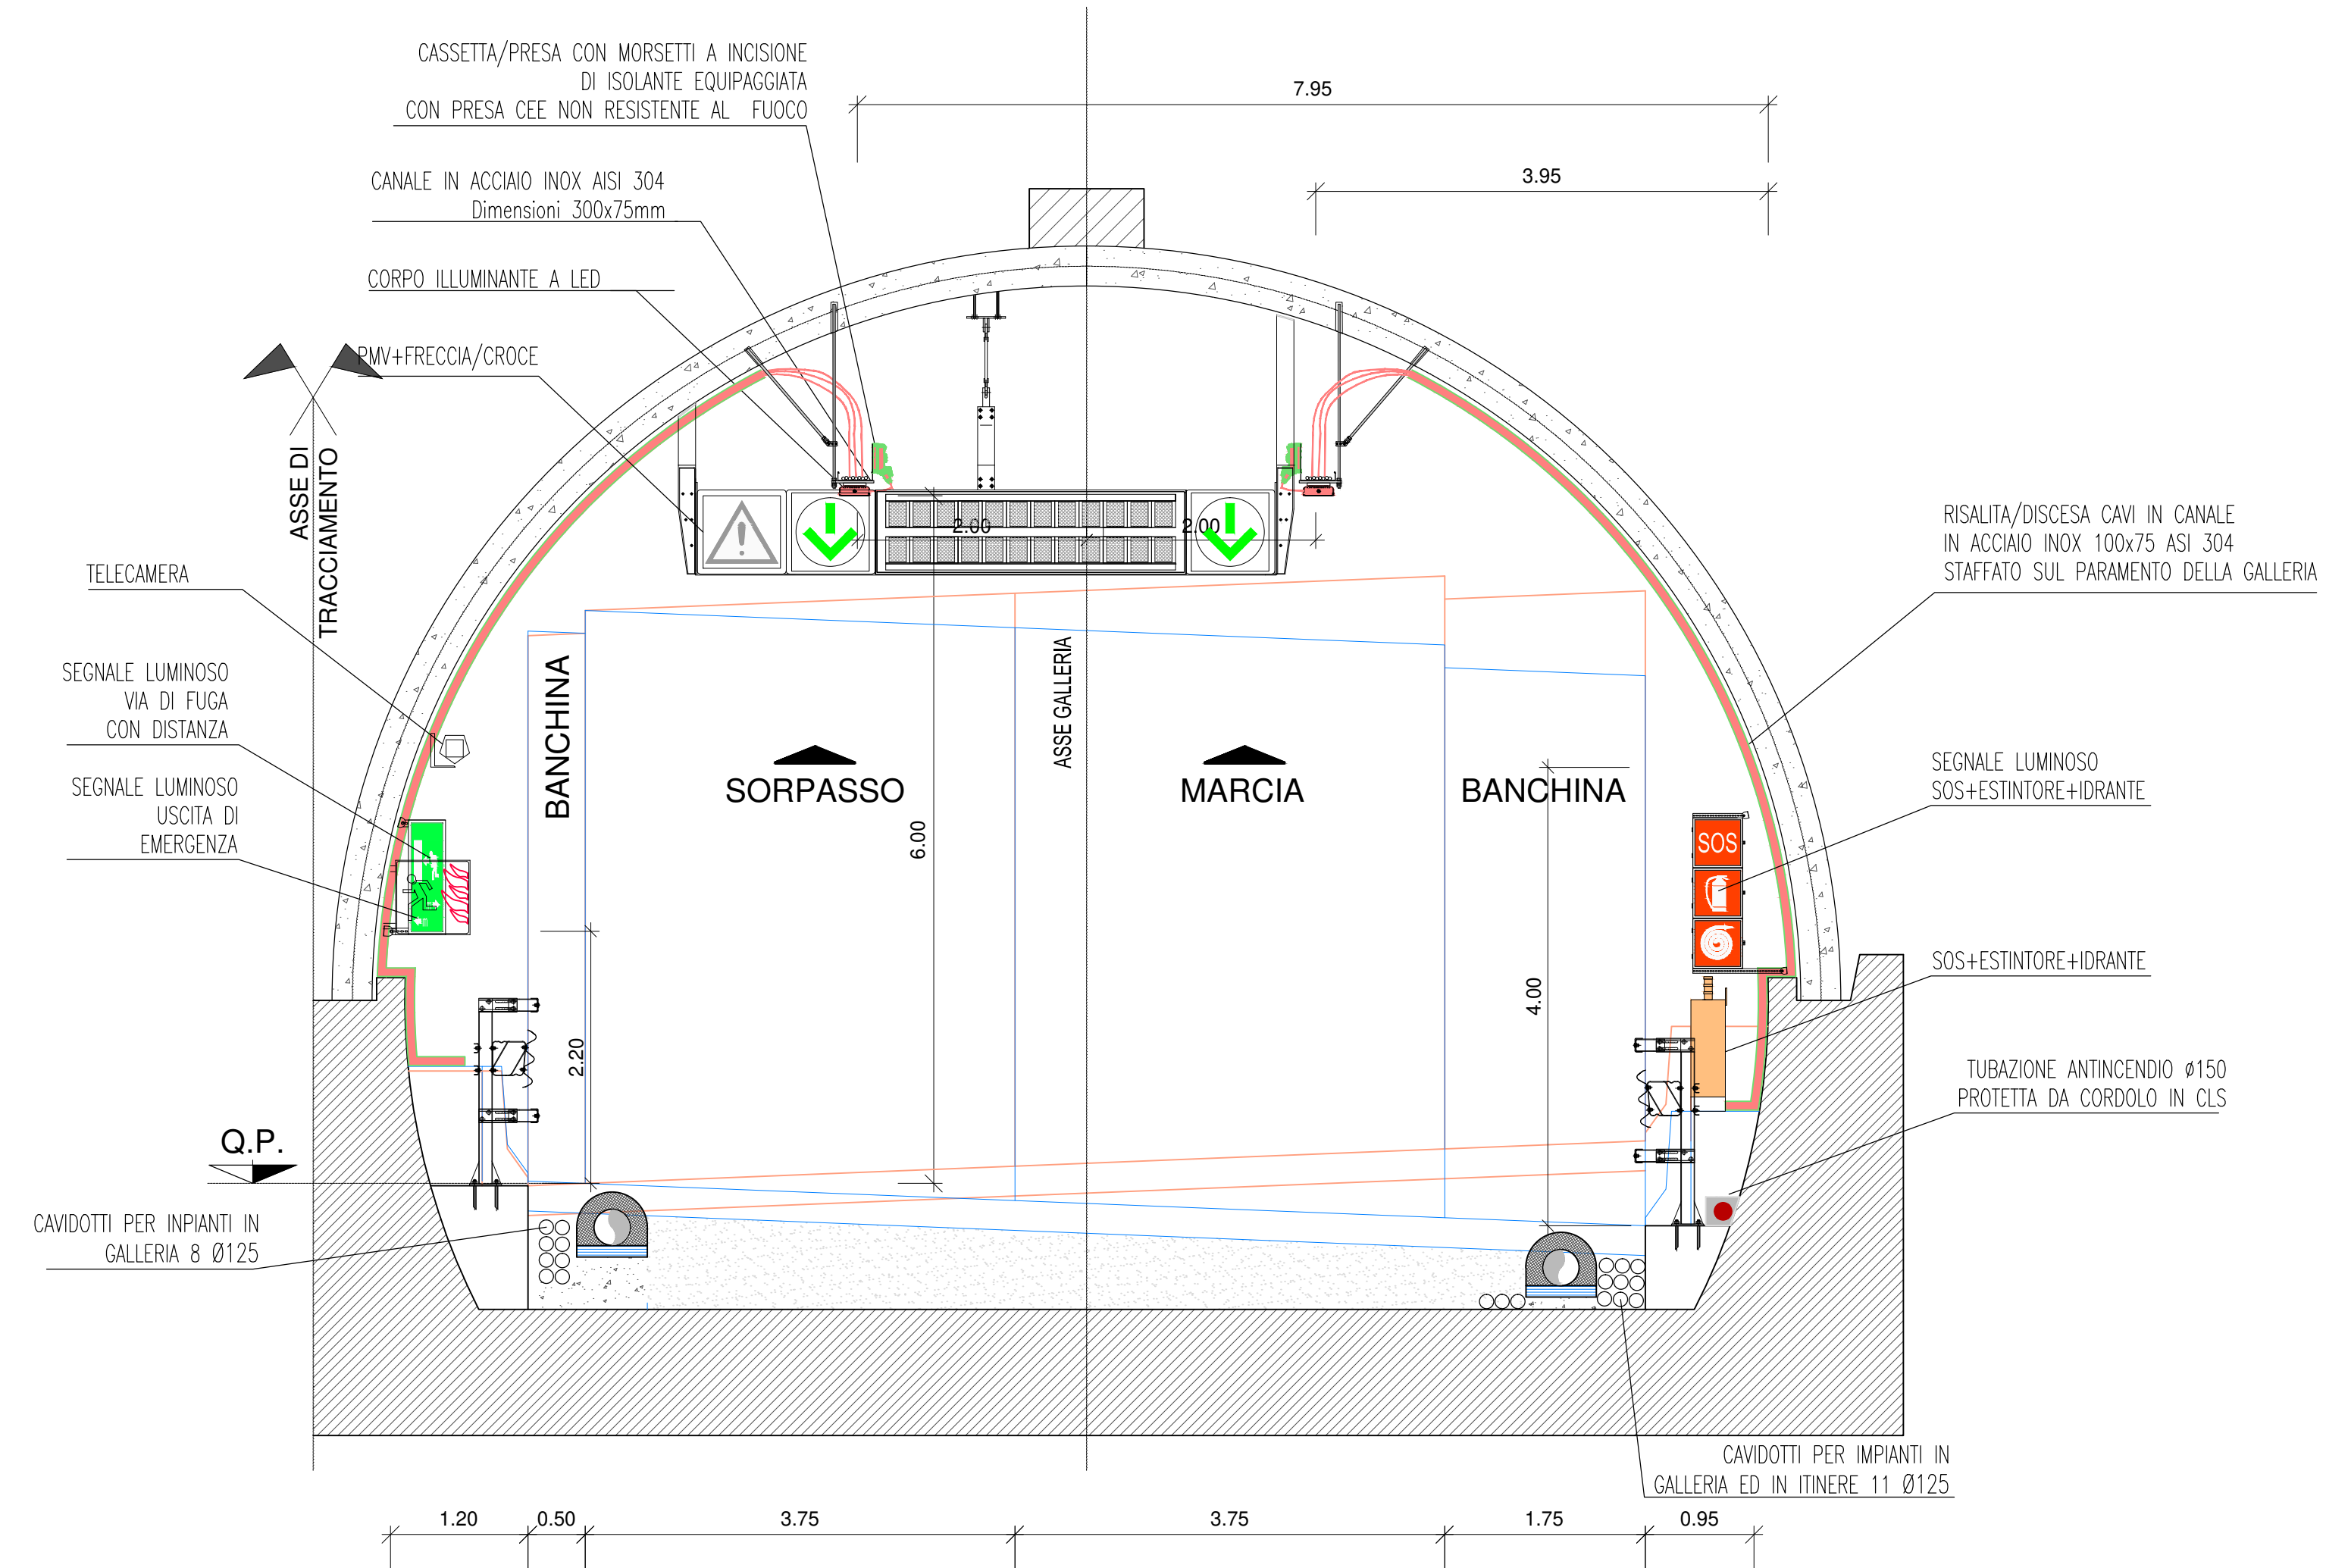 CASSETTA/PRESA CON MORSETTI A INCISIONE
DI ISOLANTE EQUIPAGGIATA
CON PRESA CEE NON RESISTENTE AL FUOCO
7.95
3.95
CANALE IN ACCIAIO INOX AISI 304
Dimensioni 300x75mm
CORPO ILLUMINANTE A LED
PMV+FRECCIA/CROCE
ASSE DI
TRACCIAMENTO
2.00
2.00
RISALITA/DISCESA CAVI IN CANALE
IN ACCIAIO INOX 100x75 ASI 304
STAFFATO SUL PARAMENTO DELLA GALLERIA
TELECAMERA
SEGNALE LUMINOSO
VIA DI FUGA
CON DISTANZA
SEGNALE LUMINOSO
USCITA DI
EMERGENZA
BANCHINA
SORPASSO
ASSE GALLERIA
MARCIA
BANCHINA
6.00
4.00
2.20
SOS
SEGNALE LUMINOSO
SOS+ESTINTORE+IDRANTE
SOS+ESTINTORE+IDRANTE
TUBAZIONE ANTINCENDIO ø150
PROTETTA DA CORDOLO IN CLS
Q.P.
CAVIDOTTI PER INPIANTI IN
GALLERIA 8 Ø125
CAVIDOTTI PER IMPIANTI IN
GALLERIA ED IN ITINERE 11 Ø125
1.20
0.50
3.75
3.75
1.75
0.95